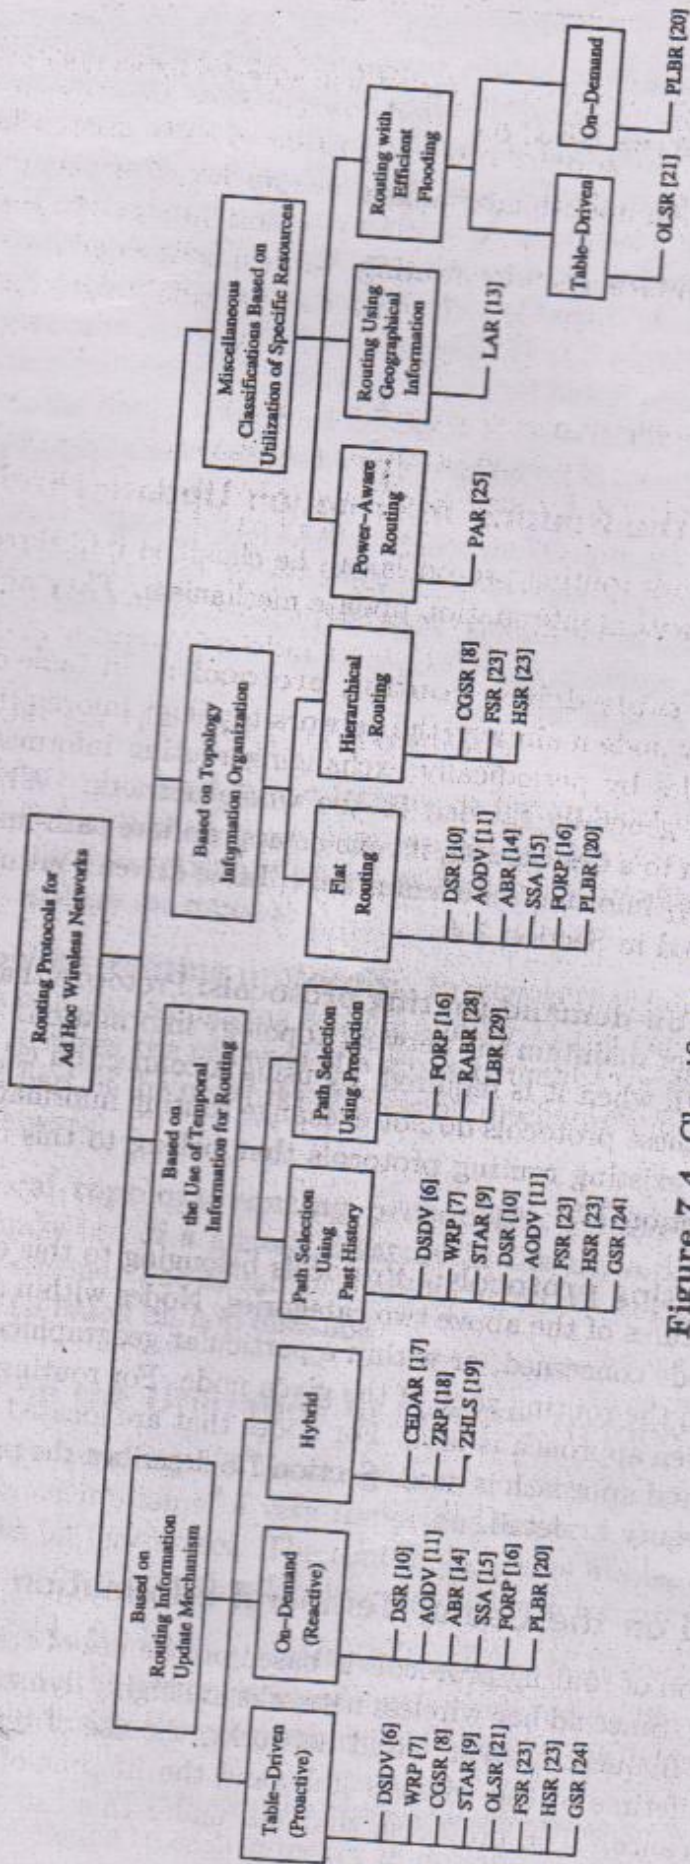 Routing Protocols for
Ad Hoc Wireless Networks
Based on
Routing Information
Update Mechanism
Based on
the Use of Temporal
Information for Routing
Based on Topology
Information Organization
Miscellaneous
Classifications Based on
Utilization of Specific Resources
Table-Driven
(Proactive)
DSDV [6]
WRP [7]
CGSR [8]
STAR [9]
OLSR [21]
FSR [23]
HSR [23]
GSR [24]
On-Demand
(Reactive)
DSR [10]
AODV [11]
ABR [14]
SSA [15]
FORP [16]
PLBR [20]
Hybrid
CEDAR [17]
ZRP [18]
ZHLS [19]
Path Selection
Using
Past History
DSDV [6]
WRP [7]
STAR [9]
DSR [10]
AODV [11]
FSR [23]
HSR [23]
GSR [24]
Path Selection
Using Prediction
FORP [16]
RABR [28]
LBR [29]
Flat
Routing
DSR [10]
AODV [11]
ABR [14]
SSA [15]
FORP [16]
PLBR [20]
Hierarchical
Routing
CGSR [8]
FSR [23]
HSR [23]
Power-Aware
Routing
PAR [25]
Routing Using
Geographical
Information
LAR [13]
Routing with
Efficient
Flooding
Table-Driven
OLSR [21]
On-Demand
PLBR [20]
Figure 7.4